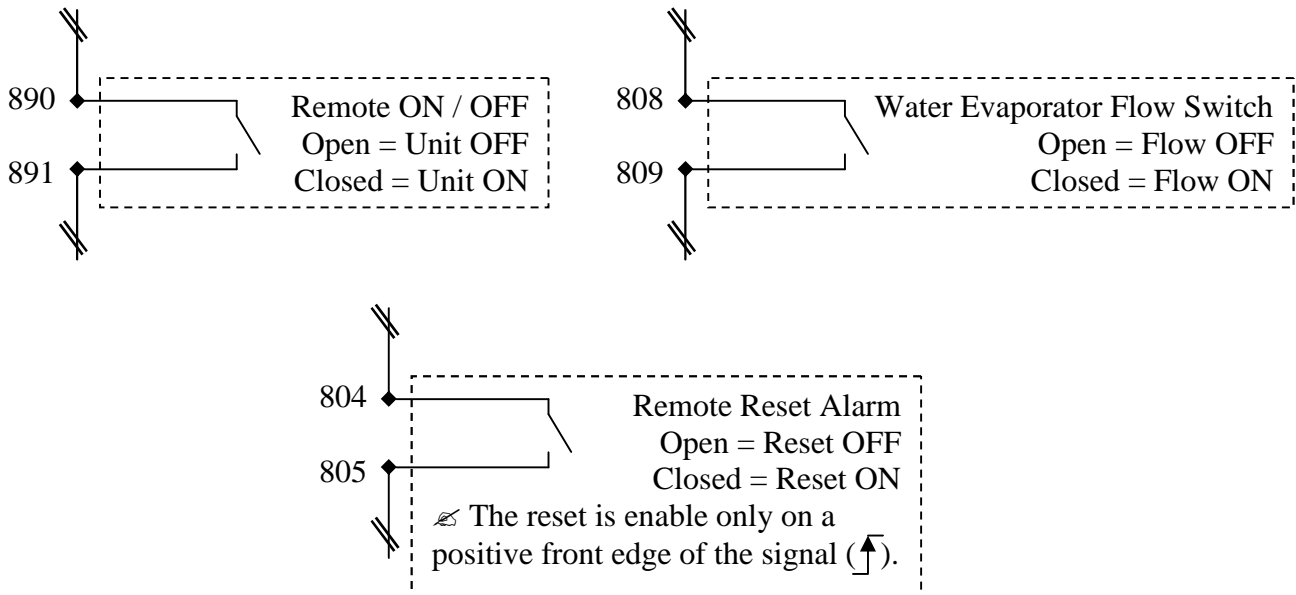 890
891
Remote ON / OFF
Open = Unit OFF
Closed = Unit ON
808
809
Water Evaporator Flow Switch
Open = Flow OFF
Closed = Flow ON
804
805
Remote Reset Alarm
Open = Reset OFF
Closed = Reset ON
✍ The reset is enable only on a
positive front edge of the signal ( ).